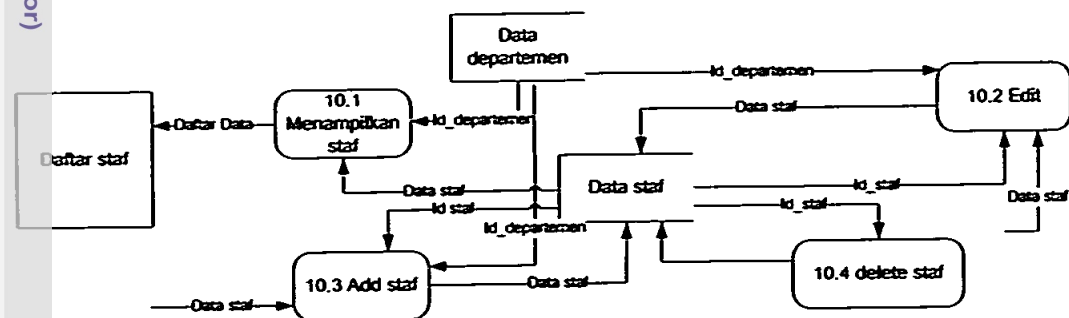 or)
Data
departemen
Id_departemen
10.2 Edit
Data staf
10.1
Menampilkan
staf
Daftar Data
Id_departemen
Daftar staf
Data staf
Data staf
Id_staf
Data staf
Id staf
Id_staf
Id_departemen
10.3 Add staf
Data staf
10.4 delete staf
Data staf